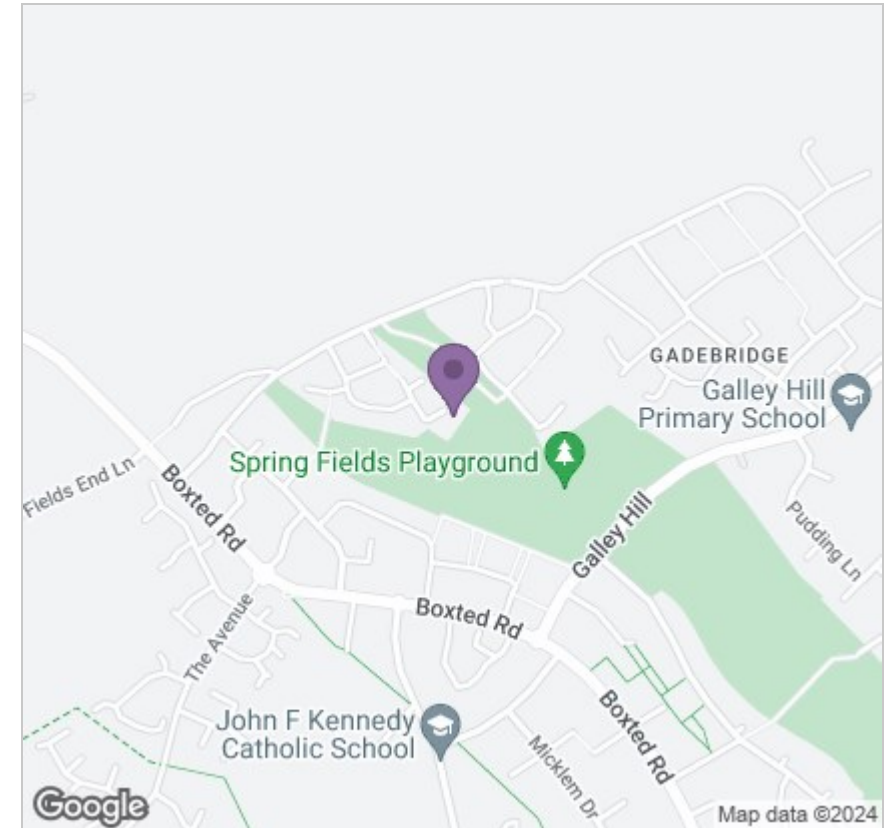 GADEBRIDGE
Galley Hill
Primary School
Spring Fields Playground
Fields End Ln
Boxted Rd
Galley Hill
Pudding Ln
The Avenue
Boxted Rd
John F Kennedy
Catholic School
Micklem Dr
Boxted Rd
Google
Map data ©2024